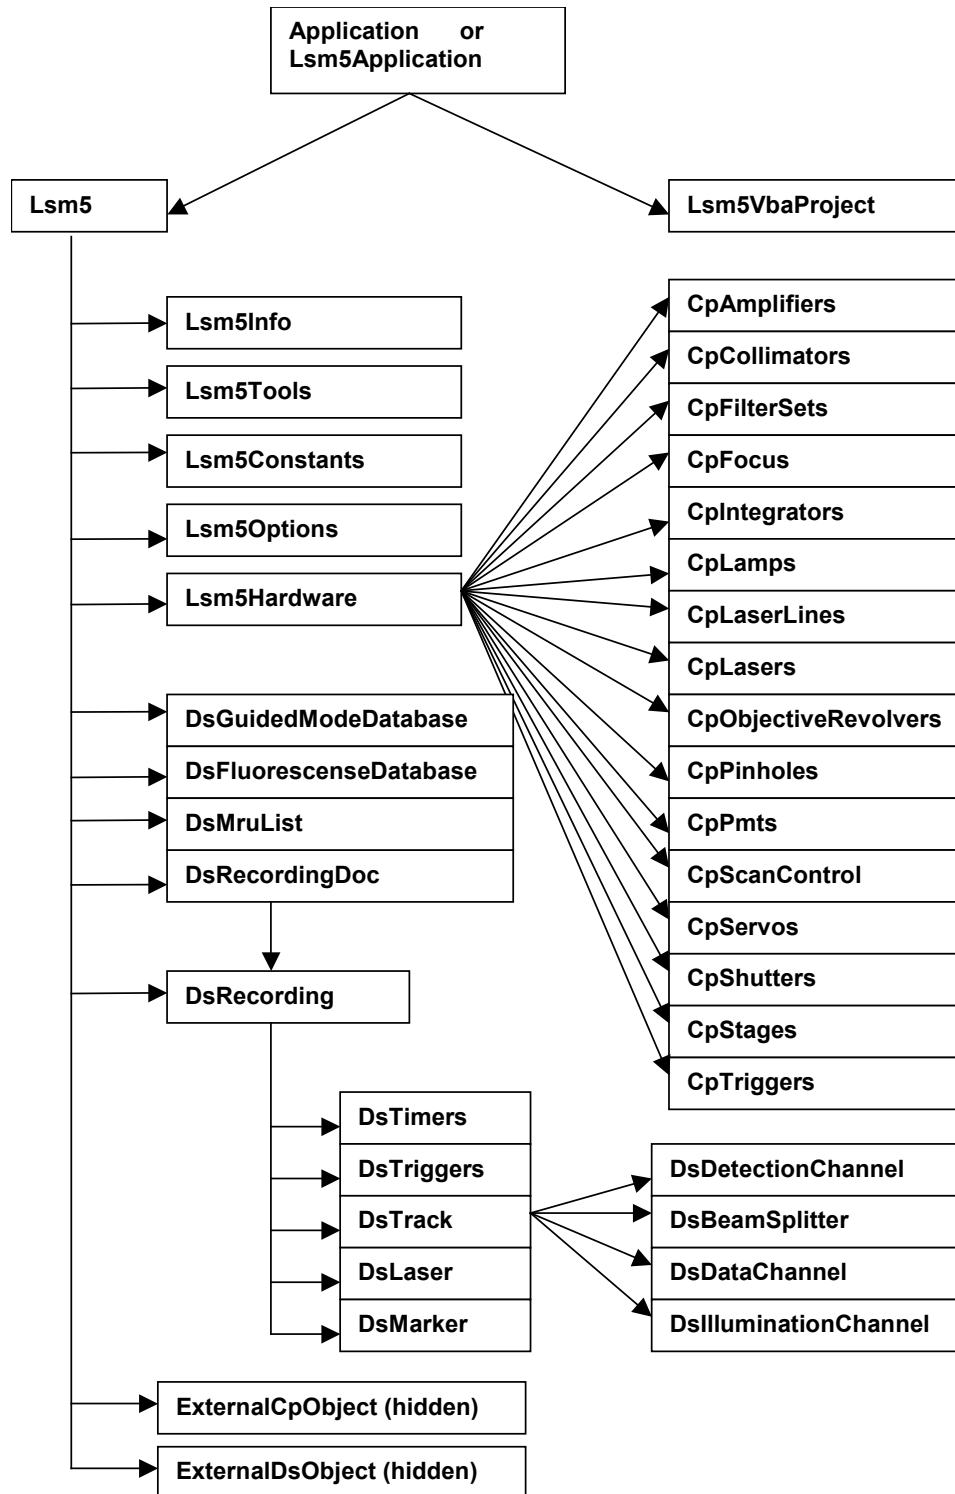 Application or
Lsm5Application
Lsm5
Lsm5VbaProject
Lsm5Info
Lsm5Tools
Lsm5Constants
Lsm5Options
Lsm5Hardware
CpAmplifiers
CpCollimators
CpFilterSets
CpFocus
CpIntegrators
CpLamps
CpLaserLines
CpLasers
CpObjectiveRevolvers
CpPinholes
CpPmts
CpScanControl
CpServos
CpShutters
CpStages
CpTriggers
DsGuidedModeDatabase
DsFluorescenseDatabase
DsMruList
DsRecordingDoc
DsRecording
DsTimers
DsTriggers
DsTrack
DsLaser
DsMarker
DsDetectionChannel
DsBeamSplitter
DsDataChannel
DsIlluminationChannel
ExternalCpObject (hidden)
ExternalDsObject (hidden)